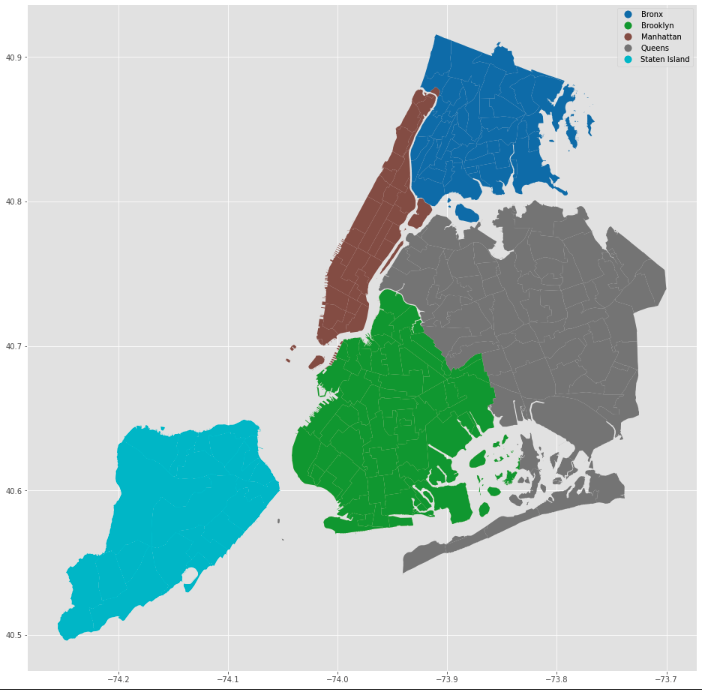 Bronx
Brooklyn
Manhattan
Queens
Staten Island
40.9
40.8
40.7
40.6
40.5
−74.2
−74.1
−74.0
−73.9
−73.8
−73.7